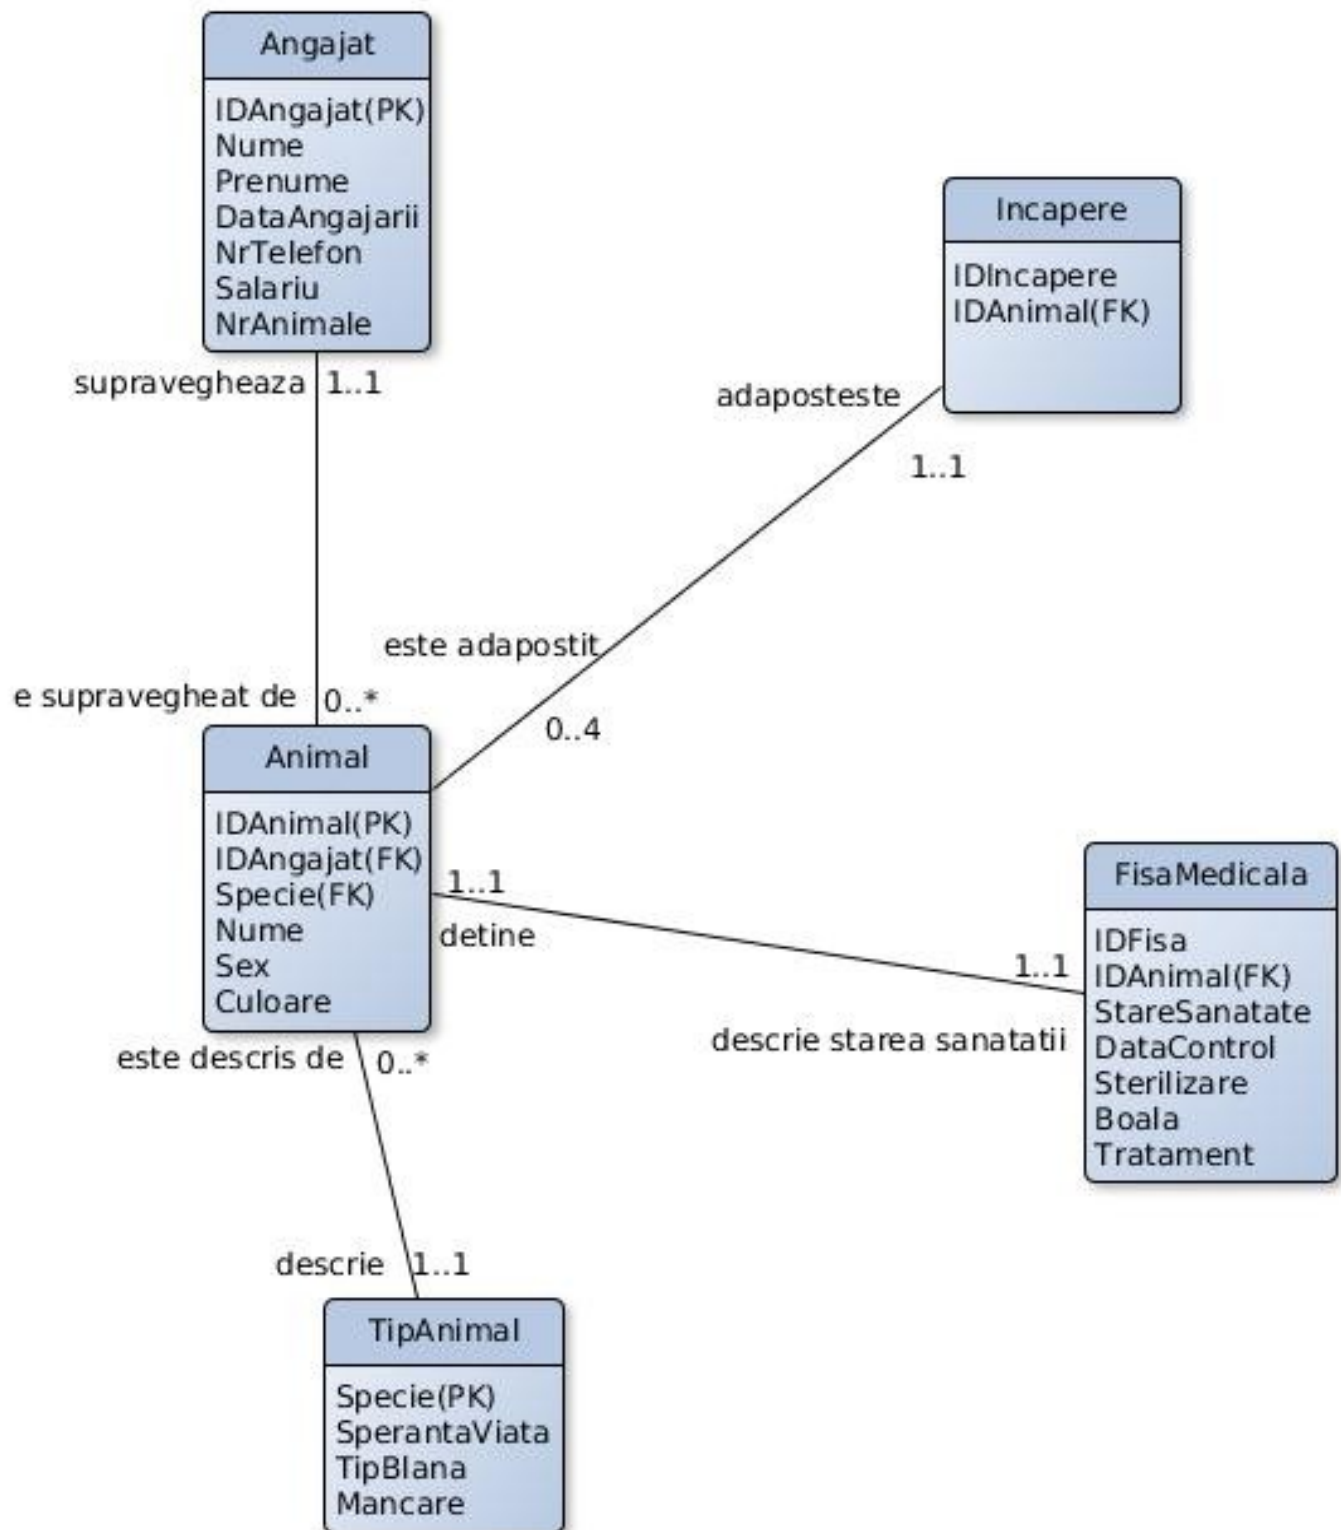 Angajat
IDAngajat(PK)
Nume
Prenume
DataAngajarii
NrTelefon
Salariu
NrAnimale
supravegheaza
1..1
Incapere
IDIncapere
IDAnimal(FK)
adaposteste
1..1
este adapostit
0..4
e supravegheat de
0..*
Animal
IDAnimal(PK)
IDAngajat(FK)
Specie(FK)
Nume
Sex
Culoare
1..1
detine
1..1
descrie starea sanatatii
FisaMedicala
IDFisa
IDAnimal(FK)
StareSanatate
DataControl
Sterilizare
Boala
Tratament
este descris de
0..*
descrie
1..1
TipAnimal
Specie(PK)
SperantaViata
TipBlana
Mancare